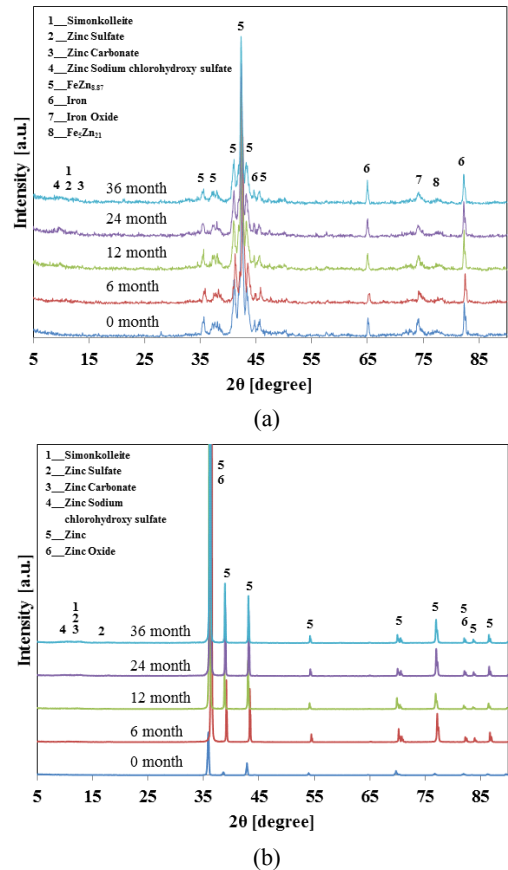 1__Simonkolleite
2__Zinc Sulfate
3__Zinc Carbonate
4__Zinc Sodium chlorohydroxy sulfate
5__FeZn8.87
6__Iron
7__Iron Oxide
8__Fe5Zn21
5
5 5 5 5 6 5 6 7 8 6
1
4 2 3
36 month
24 month
12 month
6 month
0 month
Intensity [a.u.]
5 15 25 35 45 55 65 75 85
2θ [degree]
(a)
1__Simonkolleite
2__Zinc Sulfate
3__Zinc Carbonate
4__Zinc Sodium
chlorohydroxy sulfate
5__Zinc
6__Zinc Oxide
5
6
5 5 5 5 5 5 5 5
6
1
2
4 3 2
36 month
24 month
12 month
6 month
0 month
Intensity [a.u.]
5 15 25 35 45 55 65 75 85
2θ [degree]
(b)